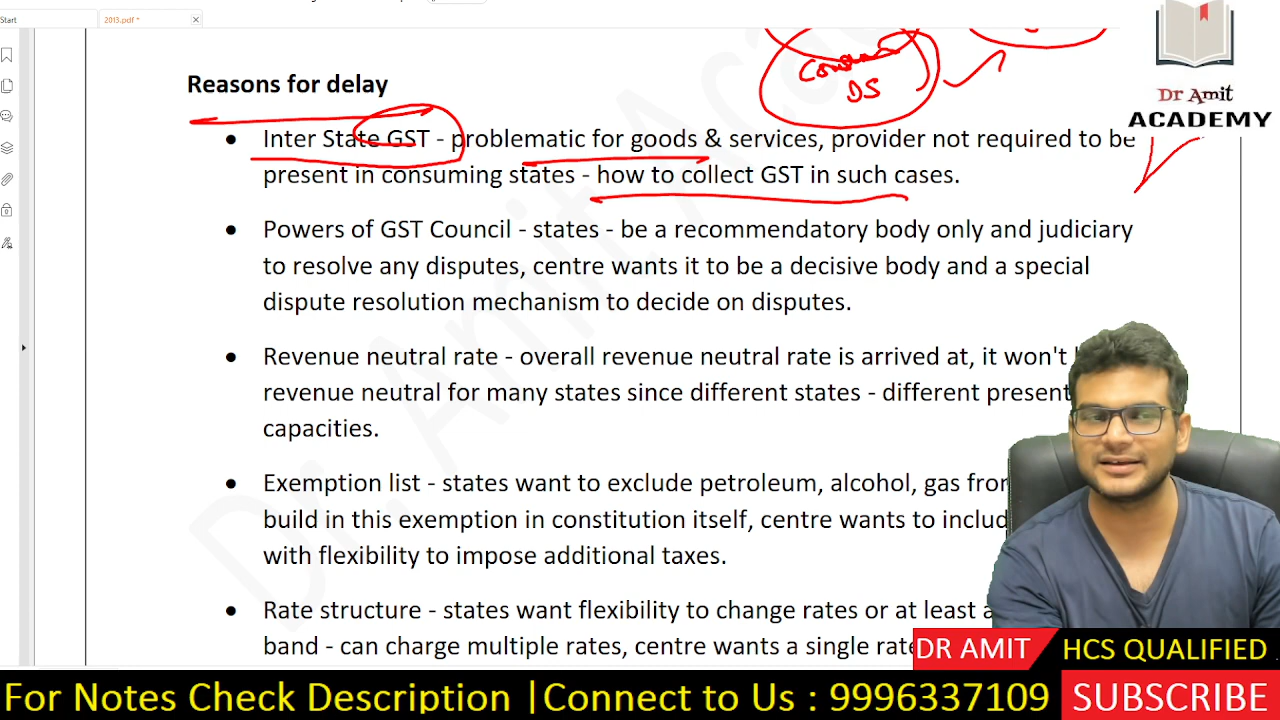 Start
2013.pdf *
Consumer
DS
Dr Amit
ACADEMY
Reasons for delay
• Inter State GST - problematic for goods & services, provider not required to be
present in consuming states - how to collect GST in such cases.
• Powers of GST Council - states - be a recommendatory body only and judiciary
to resolve any disputes, centre wants it to be a decisive body and a special
dispute resolution mechanism to decide on disputes.
• Revenue neutral rate - overall revenue neutral rate is arrived at, it won't
revenue neutral for many states since different states - different present
capacities.
• Exemption list - states want to exclude petroleum, alcohol, gas
build in this exemption in constitution itself, centre wants to
with flexibility to impose additional taxes.
• Rate structure - states want flexibility to change rates or at least
band - can charge multiple rates, centre wants a single rate
Dr. Amit Academy
DR AMIT HCS QUALIFIED
For Notes Check Description |Connect to Us : 9996337109 SUBSCRIBE